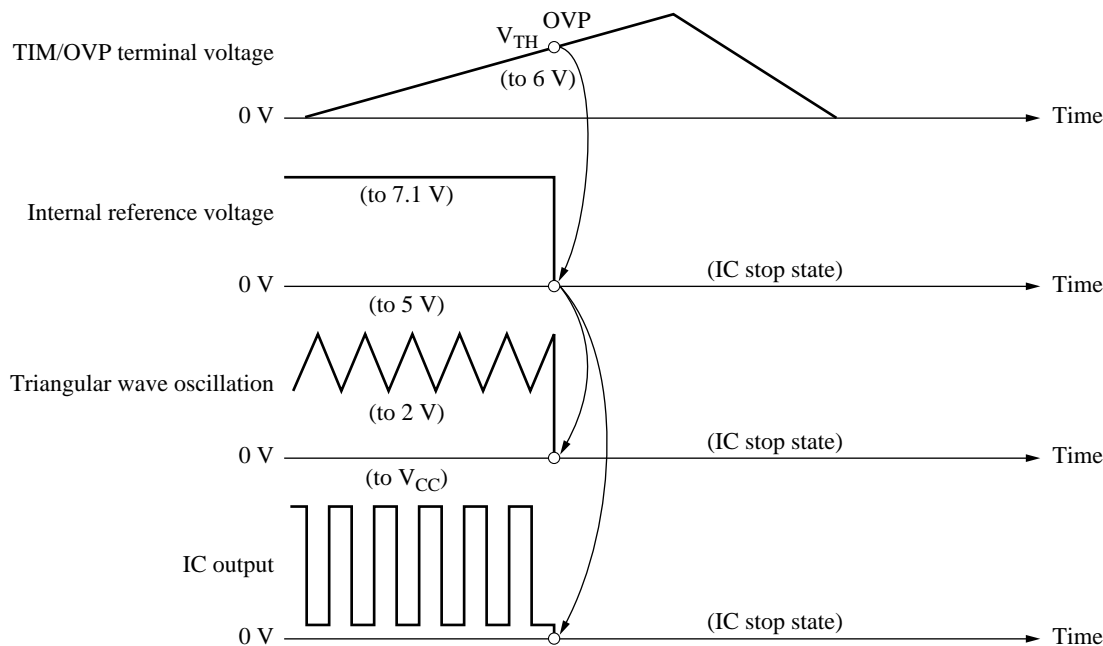 OVP
V_TH
TIM/OVP terminal voltage
(to 6 V)
0 V
Time
(to 7.1 V)
Internal reference voltage
(IC stop state)
0 V
Time
(to 5 V)
Triangular wave oscillation
(to 2 V)
(IC stop state)
0 V
Time
(to V_CC)
IC output
(IC stop state)
0 V
Time